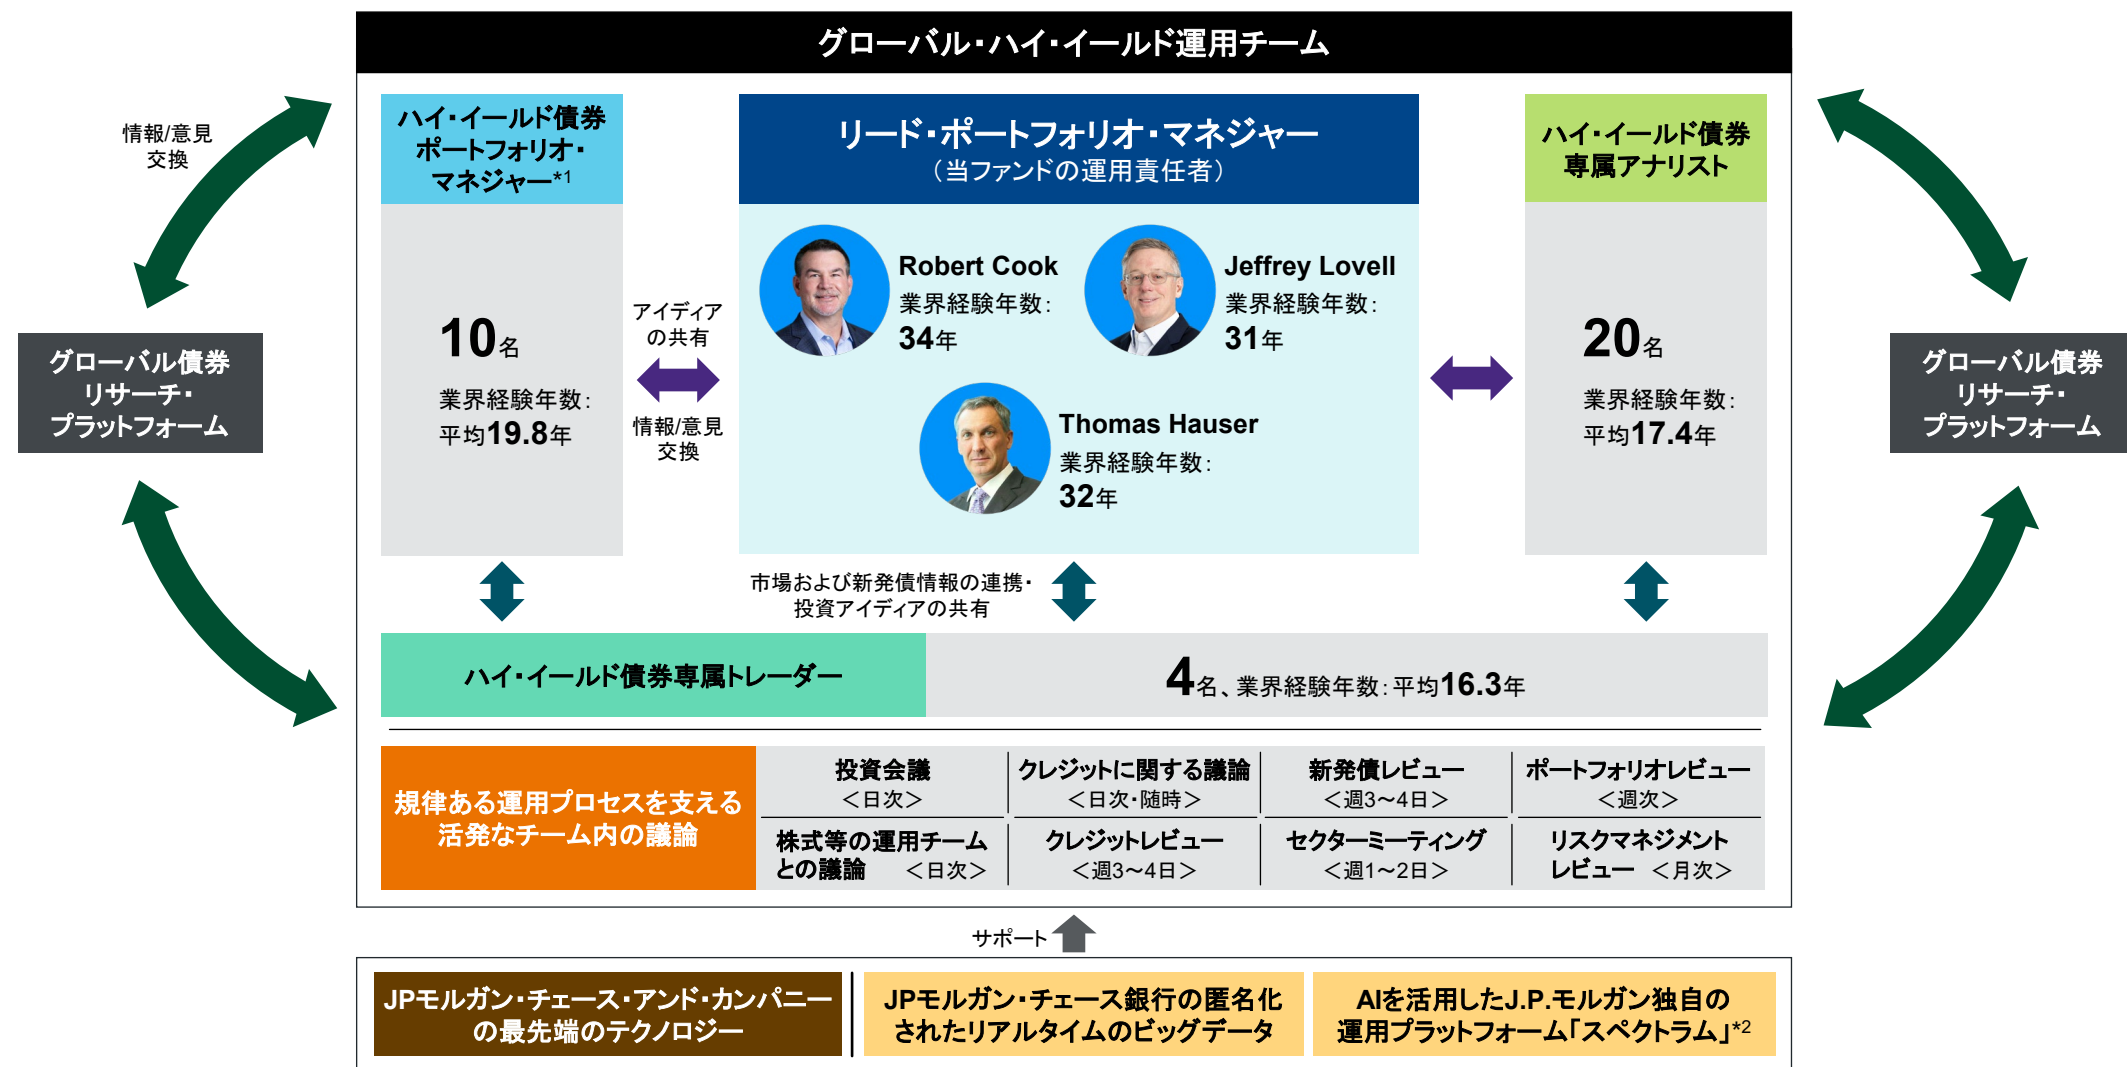 グローバル・ハイ・イールド運用チーム
情報/意見
交換
ハイ・イールド債券
ポートフォリオ・
マネジャー*1
10名
業界経験年数：
平均19.8年
アイディア
の共有
情報/意見
交換
リード・ポートフォリオ・マネジャー
（当ファンドの運用責任者）
Robert Cook
業界経験年数：
34年
Jeffrey Lovell
業界経験年数：
31年
Thomas Hauser
業界経験年数：
32年
ハイ・イールド債券
専属アナリスト
20名
業界経験年数：
平均17.4年
グローバル債券
リサーチ・
プラットフォーム
グローバル債券
リサーチ・
プラットフォーム
市場および新発債情報の連携・
投資アイディアの共有
ハイ・イールド債券専属トレーダー
4名、業界経験年数：平均16.3年
規律ある運用プロセスを支える
活発なチーム内の議論
投資会議
＜日次＞
クレジットに関する議論
＜日次・随時＞
新発債レビュー
＜週3～4日＞
ポートフォリオレビュー
＜週次＞
株式等の運用チーム
との議論　＜日次＞
クレジットレビュー
＜週3～4日＞
セクターミーティング
＜週1～2日＞
リスクマネジメント
レビュー　＜月次＞
サポート
JPモルガン・チェース・アンド・カンパニー
の最先端のテクノロジー
JPモルガン・チェース銀行の匿名化
されたリアルタイムのビッグデータ
AIを活用したJ.P.モルガン独自の
運用プラットフォーム「スペクトラム」*2